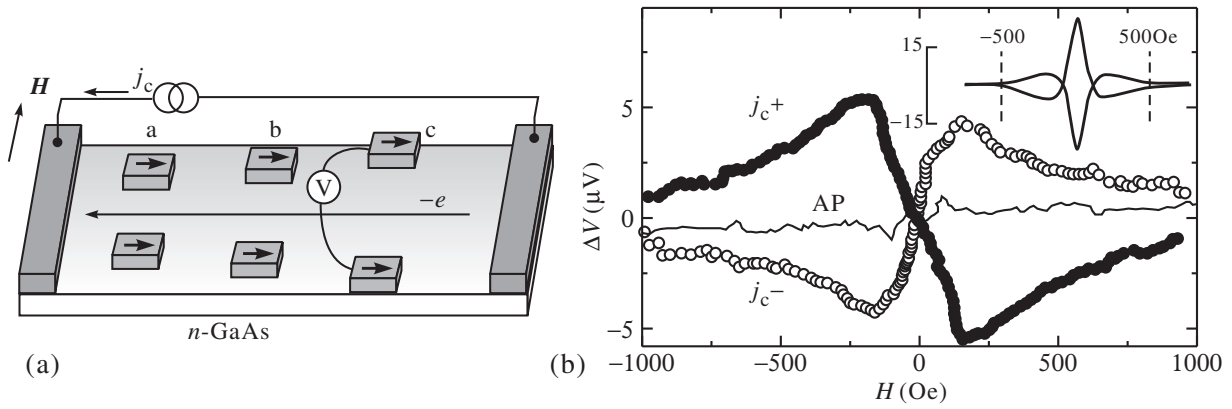 H
j_c
a
b
c
V
−e
n-GaAs
(a)
15
−15
−500
500Oe
j_c+
AP
j_c−
ΔV (μV)
5
0
−5
−1000
−500
0
500
1000
H (Oe)
(b)